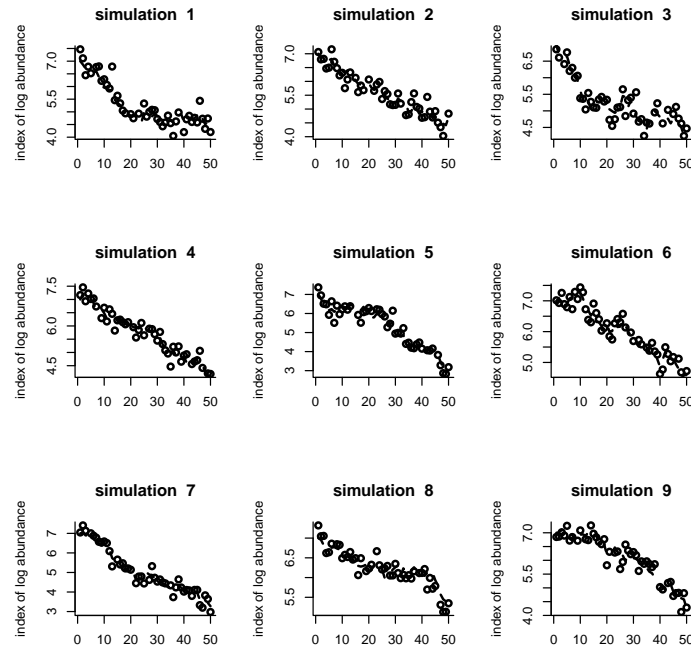 simulation 1
index of log abundance
4.0 5.5 7.0
0 10 20 30 40 50
simulation 2
index of log abundance
4.0 5.5 7.0
0 10 20 30 40 50
simulation 3
index of log abundance
4.5 5.5 6.5
0 10 20 30 40 50
simulation 4
index of log abundance
4.5 6.0 7.5
0 10 20 30 40 50
simulation 5
index of log abundance
3 4 5 6 7
0 10 20 30 40 50
simulation 6
index of log abundance
5.0 6.0 7.0
0 10 20 30 40 50
simulation 7
index of log abundance
3 4 5 6 7
0 10 20 30 40 50
simulation 8
index of log abundance
5.5 6.5
0 10 20 30 40 50
simulation 9
index of log abundance
4.0 5.5 7.0
0 10 20 30 40 50